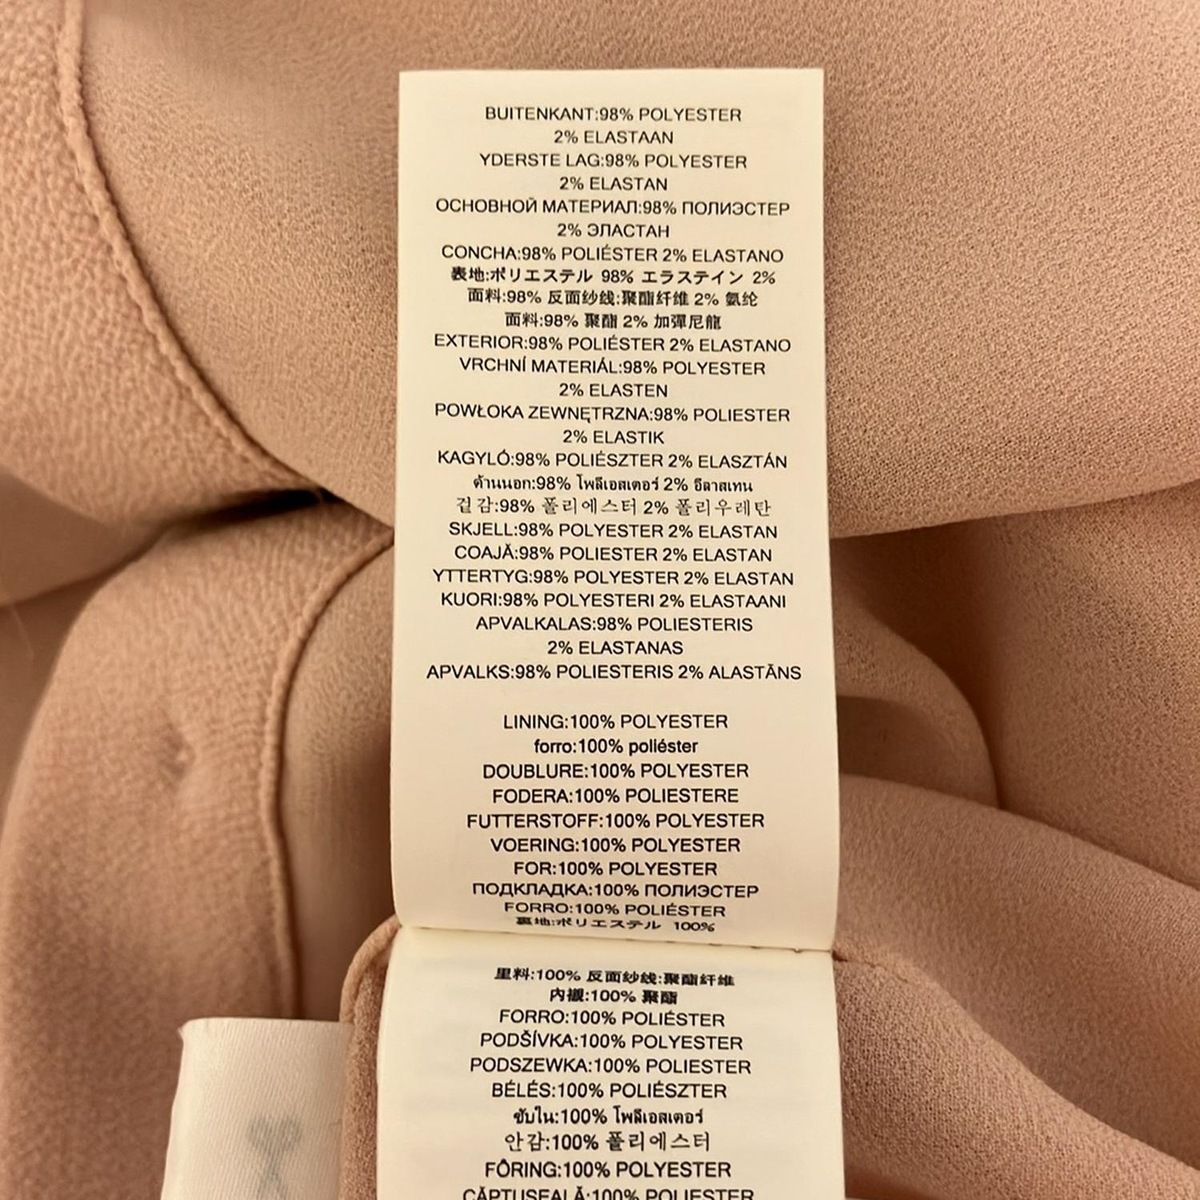 BUITENKANT:98% POLYESTER
2% ELASTAAN
YDERSTE LAG:98% POLYESTER
2% ELASTAN
ОСНОВНОЙ МАТЕРИАЛ:98% ПОЛИЭСТЕР
2% ЭЛАСТАН
CONCHA:98% POLIÉSTER 2% ELASTANO
表地:ポリエステル 98% エラステイン 2%
面料:98% 反面纱线:聚酯纤维 2% 氨纶
面料:98% 聚酯 2% 加彈尼龍
EXTERIOR:98% POLIÉSTER 2% ELASTANO
VRCHNÍ MATERIÁL:98% POLYESTER
2% ELASTEN
POWŁOKA ZEWNĘTRZNA:98% POLIESTER
2% ELASTIK
KAGYLÓ:98% POLIÉSZTER 2% ELASZTÁN
ด้านนอก:98% โพลีเอสเตอร์ 2% อีลาสเทน
겉감:98% 폴리에스터 2% 폴리우레탄
SKJELL:98% POLYESTER 2% ELASTAN
COAJĂ:98% POLIESTER 2% ELASTAN
YTTERTYG:98% POLYESTER 2% ELASTAN
KUORI:98% POLYESTERI 2% ELASTAANI
APVALKALAS:98% POLIESTERIS
2% ELASTANAS
APVALKS:98% POLIESTERIS 2% ALASTĀNS
LINING:100% POLYESTER
forro:100% poliéster
DOUBLURE:100% POLYESTER
FODERA:100% POLIESTERE
FUTTERSTOFF:100% POLYESTER
VOERING:100% POLYESTER
FOR:100% POLYESTER
ПОДКЛАДКА:100% ПОЛИЭСТЕР
FORRO:100% POLIÉSTER
裏地:ポリエステル 100%
里料:100% 反面纱线:聚酯纤维
內襯:100% 聚酯
FORRO:100% POLIÉSTER
PODŠÍVKA:100% POLYESTER
PODSZEWKA:100% POLIESTER
BÉLÉS:100% POLIÉSZTER
ซับใน:100% โพลีเอสเตอร์
안감:100% 폴리에스터
FÔRING:100% POLYESTER
CĂPTUȘEALĂ:100% POLIESTER